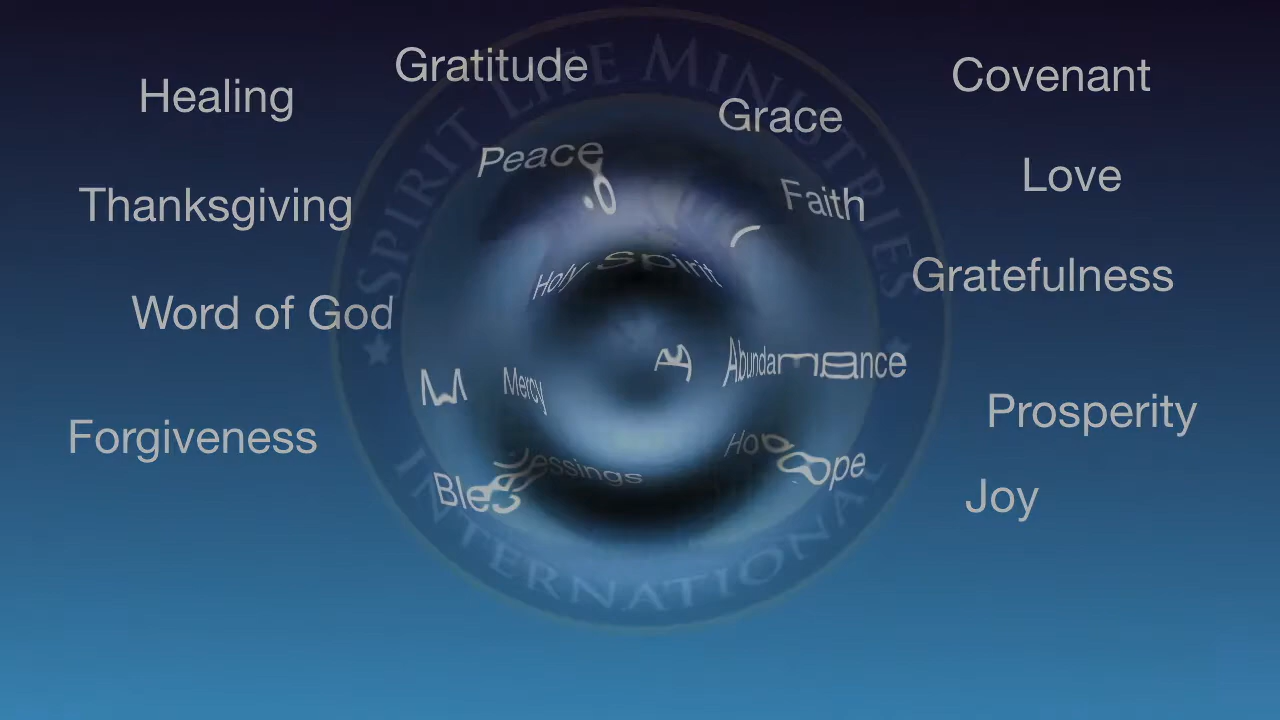 Gratitude
Healing
Covenant
Grace
SPIRIT LIFE MINISTRIES
Peace
Love
Thanksgiving
Faith
Holy Spirit
Gratefulness
Word of God
Abundance
Mercy
Prosperity
Forgiveness
Hope
Blessings
Joy
INTERNATIONAL